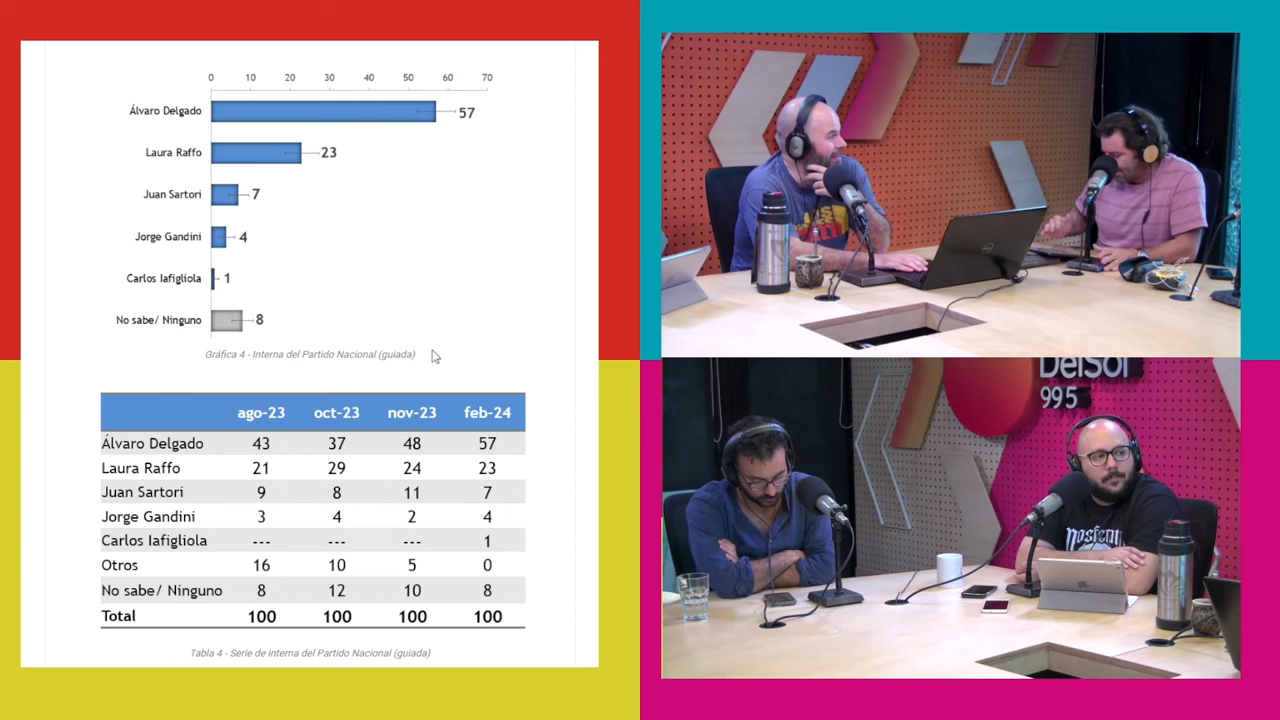 0 10 20 30 40 50 60 70
Álvaro Delgado 57
Laura Raffo 23
Juan Sartori 7
Jorge Gandini 4
Carlos Iafigliola 1
No sabe/ Ninguno 8
Gráfica 4 - Interna del Partido Nacional (guiada)
ago-23 oct-23 nov-23 feb-24
Álvaro Delgado 43 37 48 57
Laura Raffo 21 29 24 23
Juan Sartori 9 8 11 7
Jorge Gandini 3 4 2 4
Carlos Iafigliola --- --- --- 1
Otros 16 10 5 0
No sabe/ Ninguno 8 12 10 8
Total 100 100 100 100
Tabla 4 - Serie de interna del Partido Nacional (guiada)
DelSol
99.5
DELL